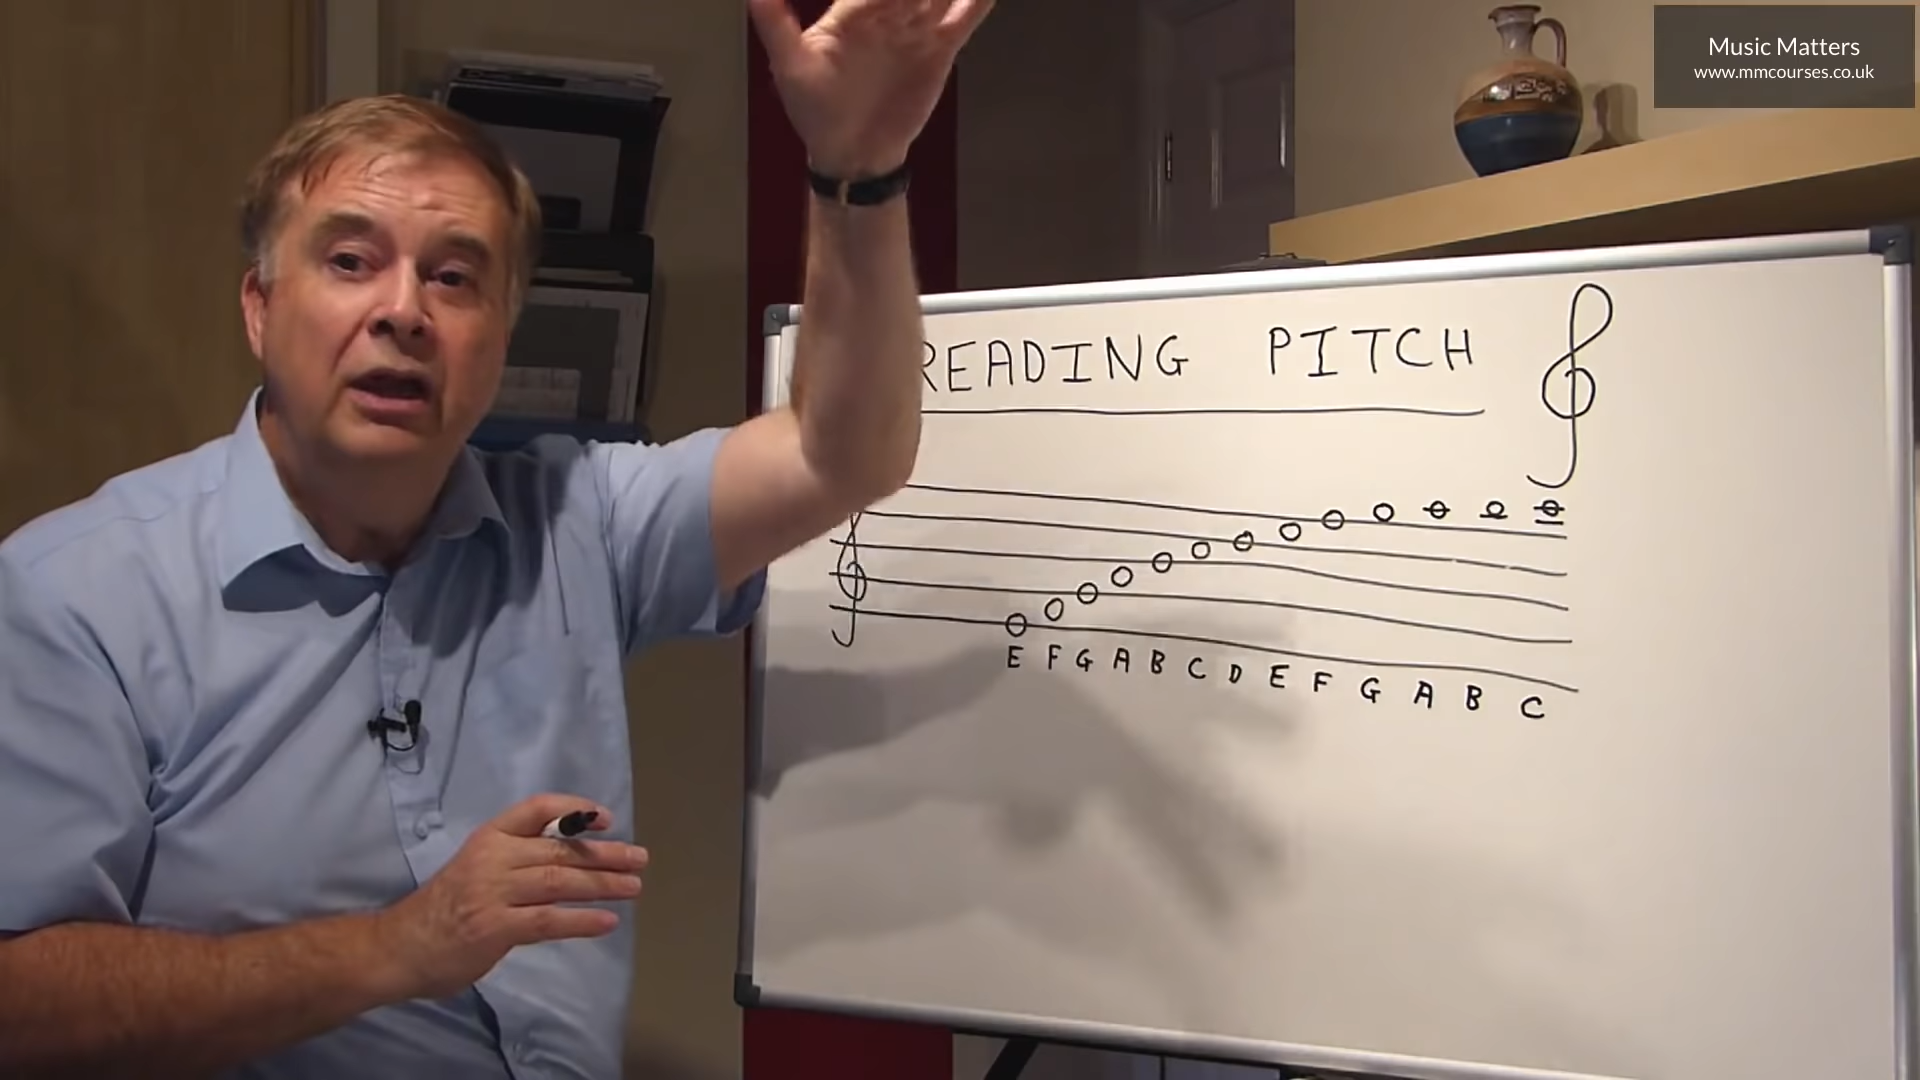 Music Matters
www.mmcourses.co.uk
READING PITCH
E F G A B C D E F G A B C